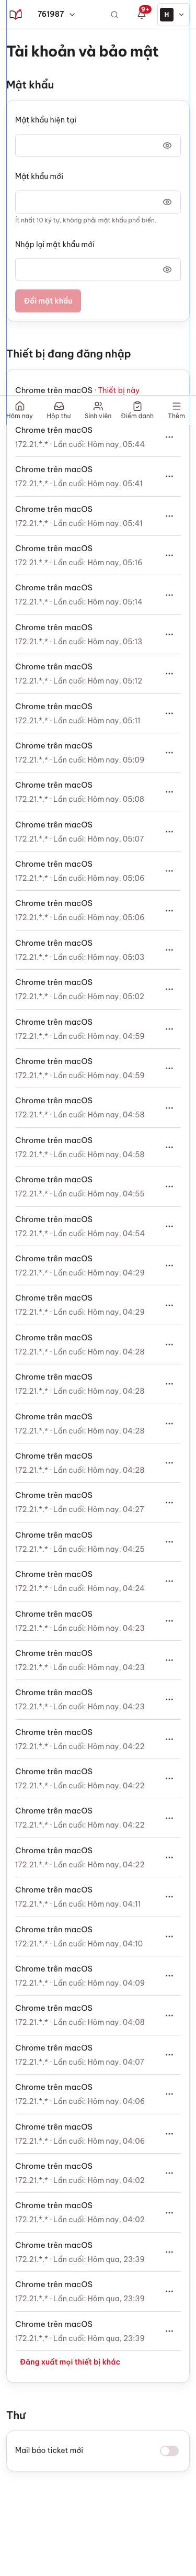 761987
9+
H
Tài khoản và bảo mật
Mật khẩu
Mật khẩu hiện tại
Mật khẩu mới
Ít nhất 10 ký tự, không phải mật khẩu phổ biến.
Nhập lại mật khẩu mới
Đổi mật khẩu
Thiết bị đang đăng nhập
Chrome trên macOS · Thiết bị này
Hôm nay
Hộp thư
Sinh viên
Điểm danh
Thêm
Chrome trên macOS
172.21.*.* · Lần cuối: Hôm nay, 05:44
Chrome trên macOS
172.21.*.* · Lần cuối: Hôm nay, 05:41
Chrome trên macOS
172.21.*.* · Lần cuối: Hôm nay, 05:41
Chrome trên macOS
172.21.*.* · Lần cuối: Hôm nay, 05:16
Chrome trên macOS
172.21.*.* · Lần cuối: Hôm nay, 05:14
Chrome trên macOS
172.21.*.* · Lần cuối: Hôm nay, 05:13
Chrome trên macOS
172.21.*.* · Lần cuối: Hôm nay, 05:12
Chrome trên macOS
172.21.*.* · Lần cuối: Hôm nay, 05:11
Chrome trên macOS
172.21.*.* · Lần cuối: Hôm nay, 05:09
Chrome trên macOS
172.21.*.* · Lần cuối: Hôm nay, 05:08
Chrome trên macOS
172.21.*.* · Lần cuối: Hôm nay, 05:07
Chrome trên macOS
172.21.*.* · Lần cuối: Hôm nay, 05:06
Chrome trên macOS
172.21.*.* · Lần cuối: Hôm nay, 05:06
Chrome trên macOS
172.21.*.* · Lần cuối: Hôm nay, 05:03
Chrome trên macOS
172.21.*.* · Lần cuối: Hôm nay, 05:02
Chrome trên macOS
172.21.*.* · Lần cuối: Hôm nay, 04:59
Chrome trên macOS
172.21.*.* · Lần cuối: Hôm nay, 04:59
Chrome trên macOS
172.21.*.* · Lần cuối: Hôm nay, 04:58
Chrome trên macOS
172.21.*.* · Lần cuối: Hôm nay, 04:58
Chrome trên macOS
172.21.*.* · Lần cuối: Hôm nay, 04:55
Chrome trên macOS
172.21.*.* · Lần cuối: Hôm nay, 04:54
Chrome trên macOS
172.21.*.* · Lần cuối: Hôm nay, 04:29
Chrome trên macOS
172.21.*.* · Lần cuối: Hôm nay, 04:29
Chrome trên macOS
172.21.*.* · Lần cuối: Hôm nay, 04:28
Chrome trên macOS
172.21.*.* · Lần cuối: Hôm nay, 04:28
Chrome trên macOS
172.21.*.* · Lần cuối: Hôm nay, 04:28
Chrome trên macOS
172.21.*.* · Lần cuối: Hôm nay, 04:28
Chrome trên macOS
172.21.*.* · Lần cuối: Hôm nay, 04:27
Chrome trên macOS
172.21.*.* · Lần cuối: Hôm nay, 04:25
Chrome trên macOS
172.21.*.* · Lần cuối: Hôm nay, 04:24
Chrome trên macOS
172.21.*.* · Lần cuối: Hôm nay, 04:23
Chrome trên macOS
172.21.*.* · Lần cuối: Hôm nay, 04:23
Chrome trên macOS
172.21.*.* · Lần cuối: Hôm nay, 04:23
Chrome trên macOS
172.21.*.* · Lần cuối: Hôm nay, 04:22
Chrome trên macOS
172.21.*.* · Lần cuối: Hôm nay, 04:22
Chrome trên macOS
172.21.*.* · Lần cuối: Hôm nay, 04:22
Chrome trên macOS
172.21.*.* · Lần cuối: Hôm nay, 04:22
Chrome trên macOS
172.21.*.* · Lần cuối: Hôm nay, 04:11
Chrome trên macOS
172.21.*.* · Lần cuối: Hôm nay, 04:10
Chrome trên macOS
172.21.*.* · Lần cuối: Hôm nay, 04:09
Chrome trên macOS
172.21.*.* · Lần cuối: Hôm nay, 04:08
Chrome trên macOS
172.21.*.* · Lần cuối: Hôm nay, 04:07
Chrome trên macOS
172.21.*.* · Lần cuối: Hôm nay, 04:06
Chrome trên macOS
172.21.*.* · Lần cuối: Hôm nay, 04:06
Chrome trên macOS
172.21.*.* · Lần cuối: Hôm nay, 04:02
Chrome trên macOS
172.21.*.* · Lần cuối: Hôm nay, 04:02
Chrome trên macOS
172.21.*.* · Lần cuối: Hôm qua, 23:39
Chrome trên macOS
172.21.*.* · Lần cuối: Hôm qua, 23:39
Chrome trên macOS
172.21.*.* · Lần cuối: Hôm qua, 23:39
Đăng xuất mọi thiết bị khác
Thư
Mail báo ticket mới